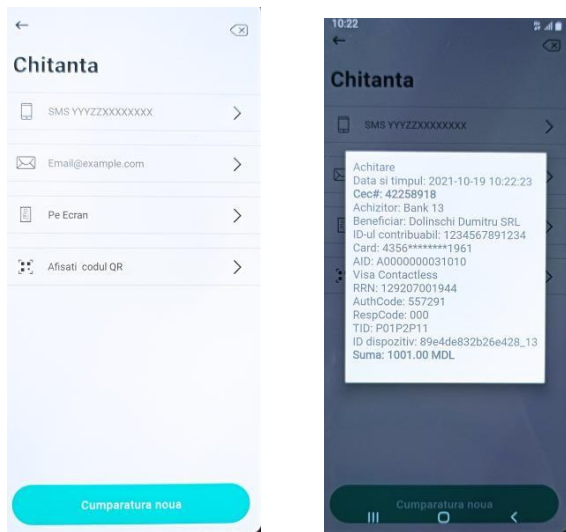 Chitanta
SMS YYYZZXXXXXXXX
Email@example.com
Pe Ecran
Afisati codul QR
Cumparatura noua
10:22
Chitanta
SMS YYYZZXXXXXXXX
Achitare
Data si timpul: 2021-10-19 10:22:23
Cec#: 42258918
Achizitor: Bank 13
Beneficiar: Dolinschi Dumitru SRL
ID-ul contribuabil: 1234567891234
Card: 4356********1961
AID: A0000000031010
Visa Contactless
RRN: 129207001944
AuthCode: 557291
RespCode: 000
TID: P01P2P11
ID dispozitiv: 89e4de832b26e428_13
Suma: 1001.00 MDL
Cumparatura noua